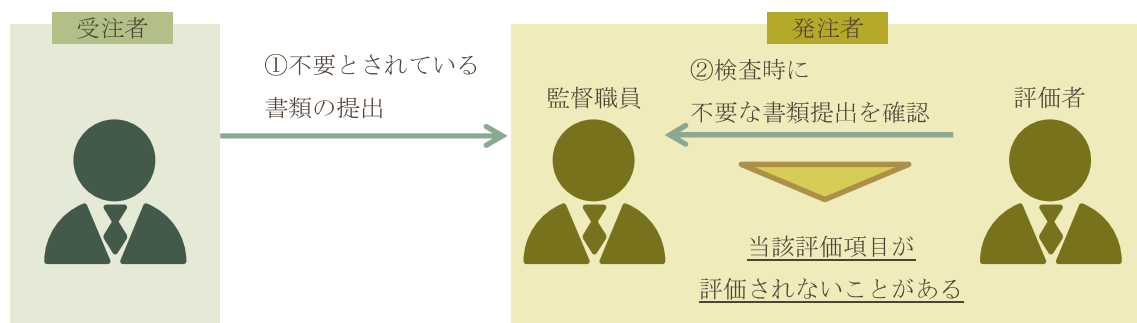 受注者
①不要とされている
書類の提出
発注者
監督職員
②検査時に
不要な書類提出を確認
評価者
当該評価項目が
評価されないことがある